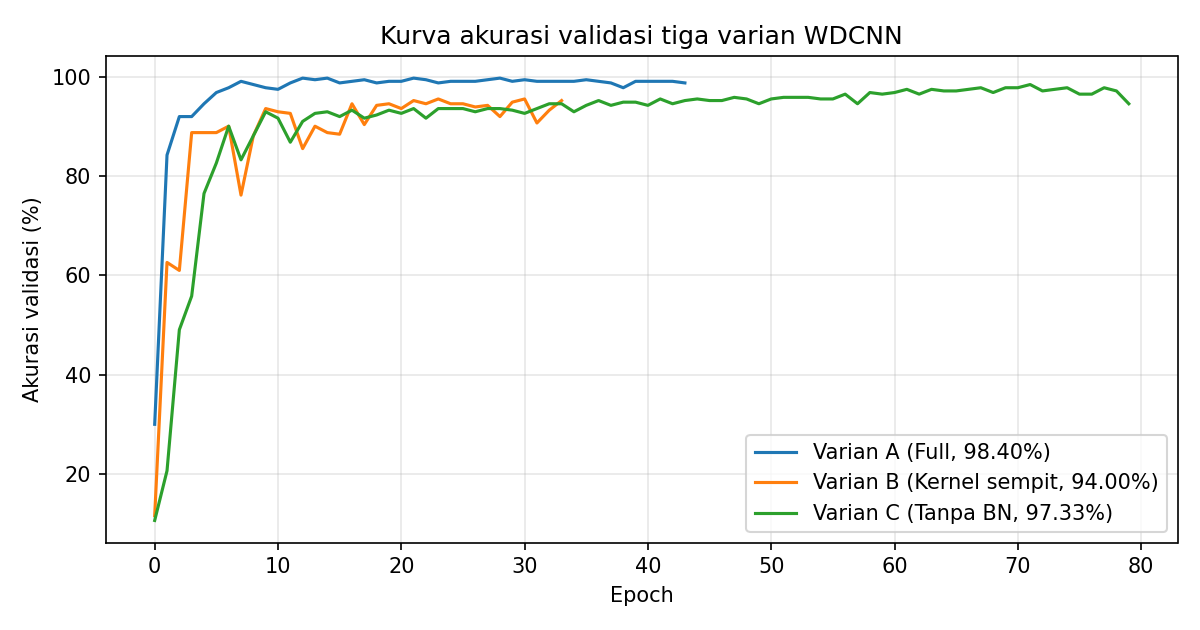 Kurva akurasi validasi tiga varian WDCNN
100
80
60
40
20
Akurasi validasi (%)
0 10 20 30 40 50 60 70 80
Epoch
Varian A (Full, 98.40%)
Varian B (Kernel sempit, 94.00%)
Varian C (Tanpa BN, 97.33%)